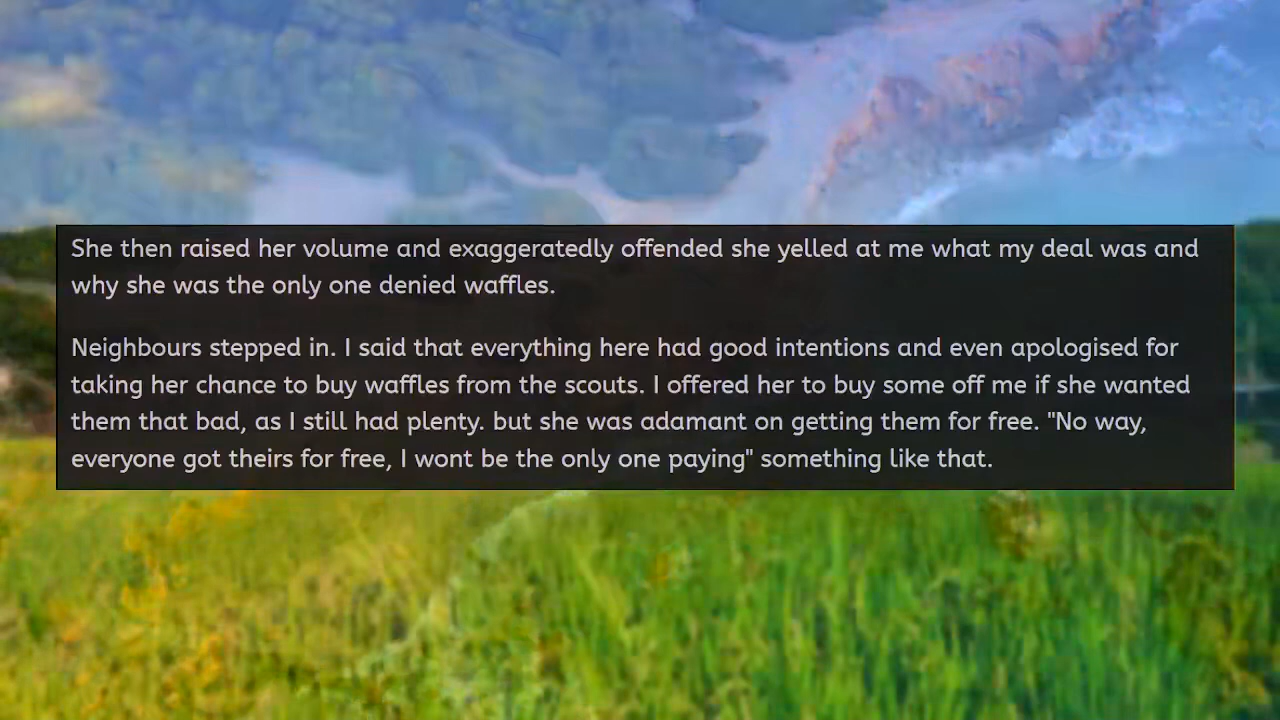 She then raised her volume and exaggeratedly offended she yelled at me what my deal was and
why she was the only one denied waffles.
Neighbours stepped in. I said that everything here had good intentions and even apologised for
taking her chance to buy waffles from the scouts. I offered her to buy some off me if she wanted
them that bad, as I still had plenty. but she was adamant on getting them for free. "No way,
everyone got theirs for free, I wont be the only one paying" something like that.